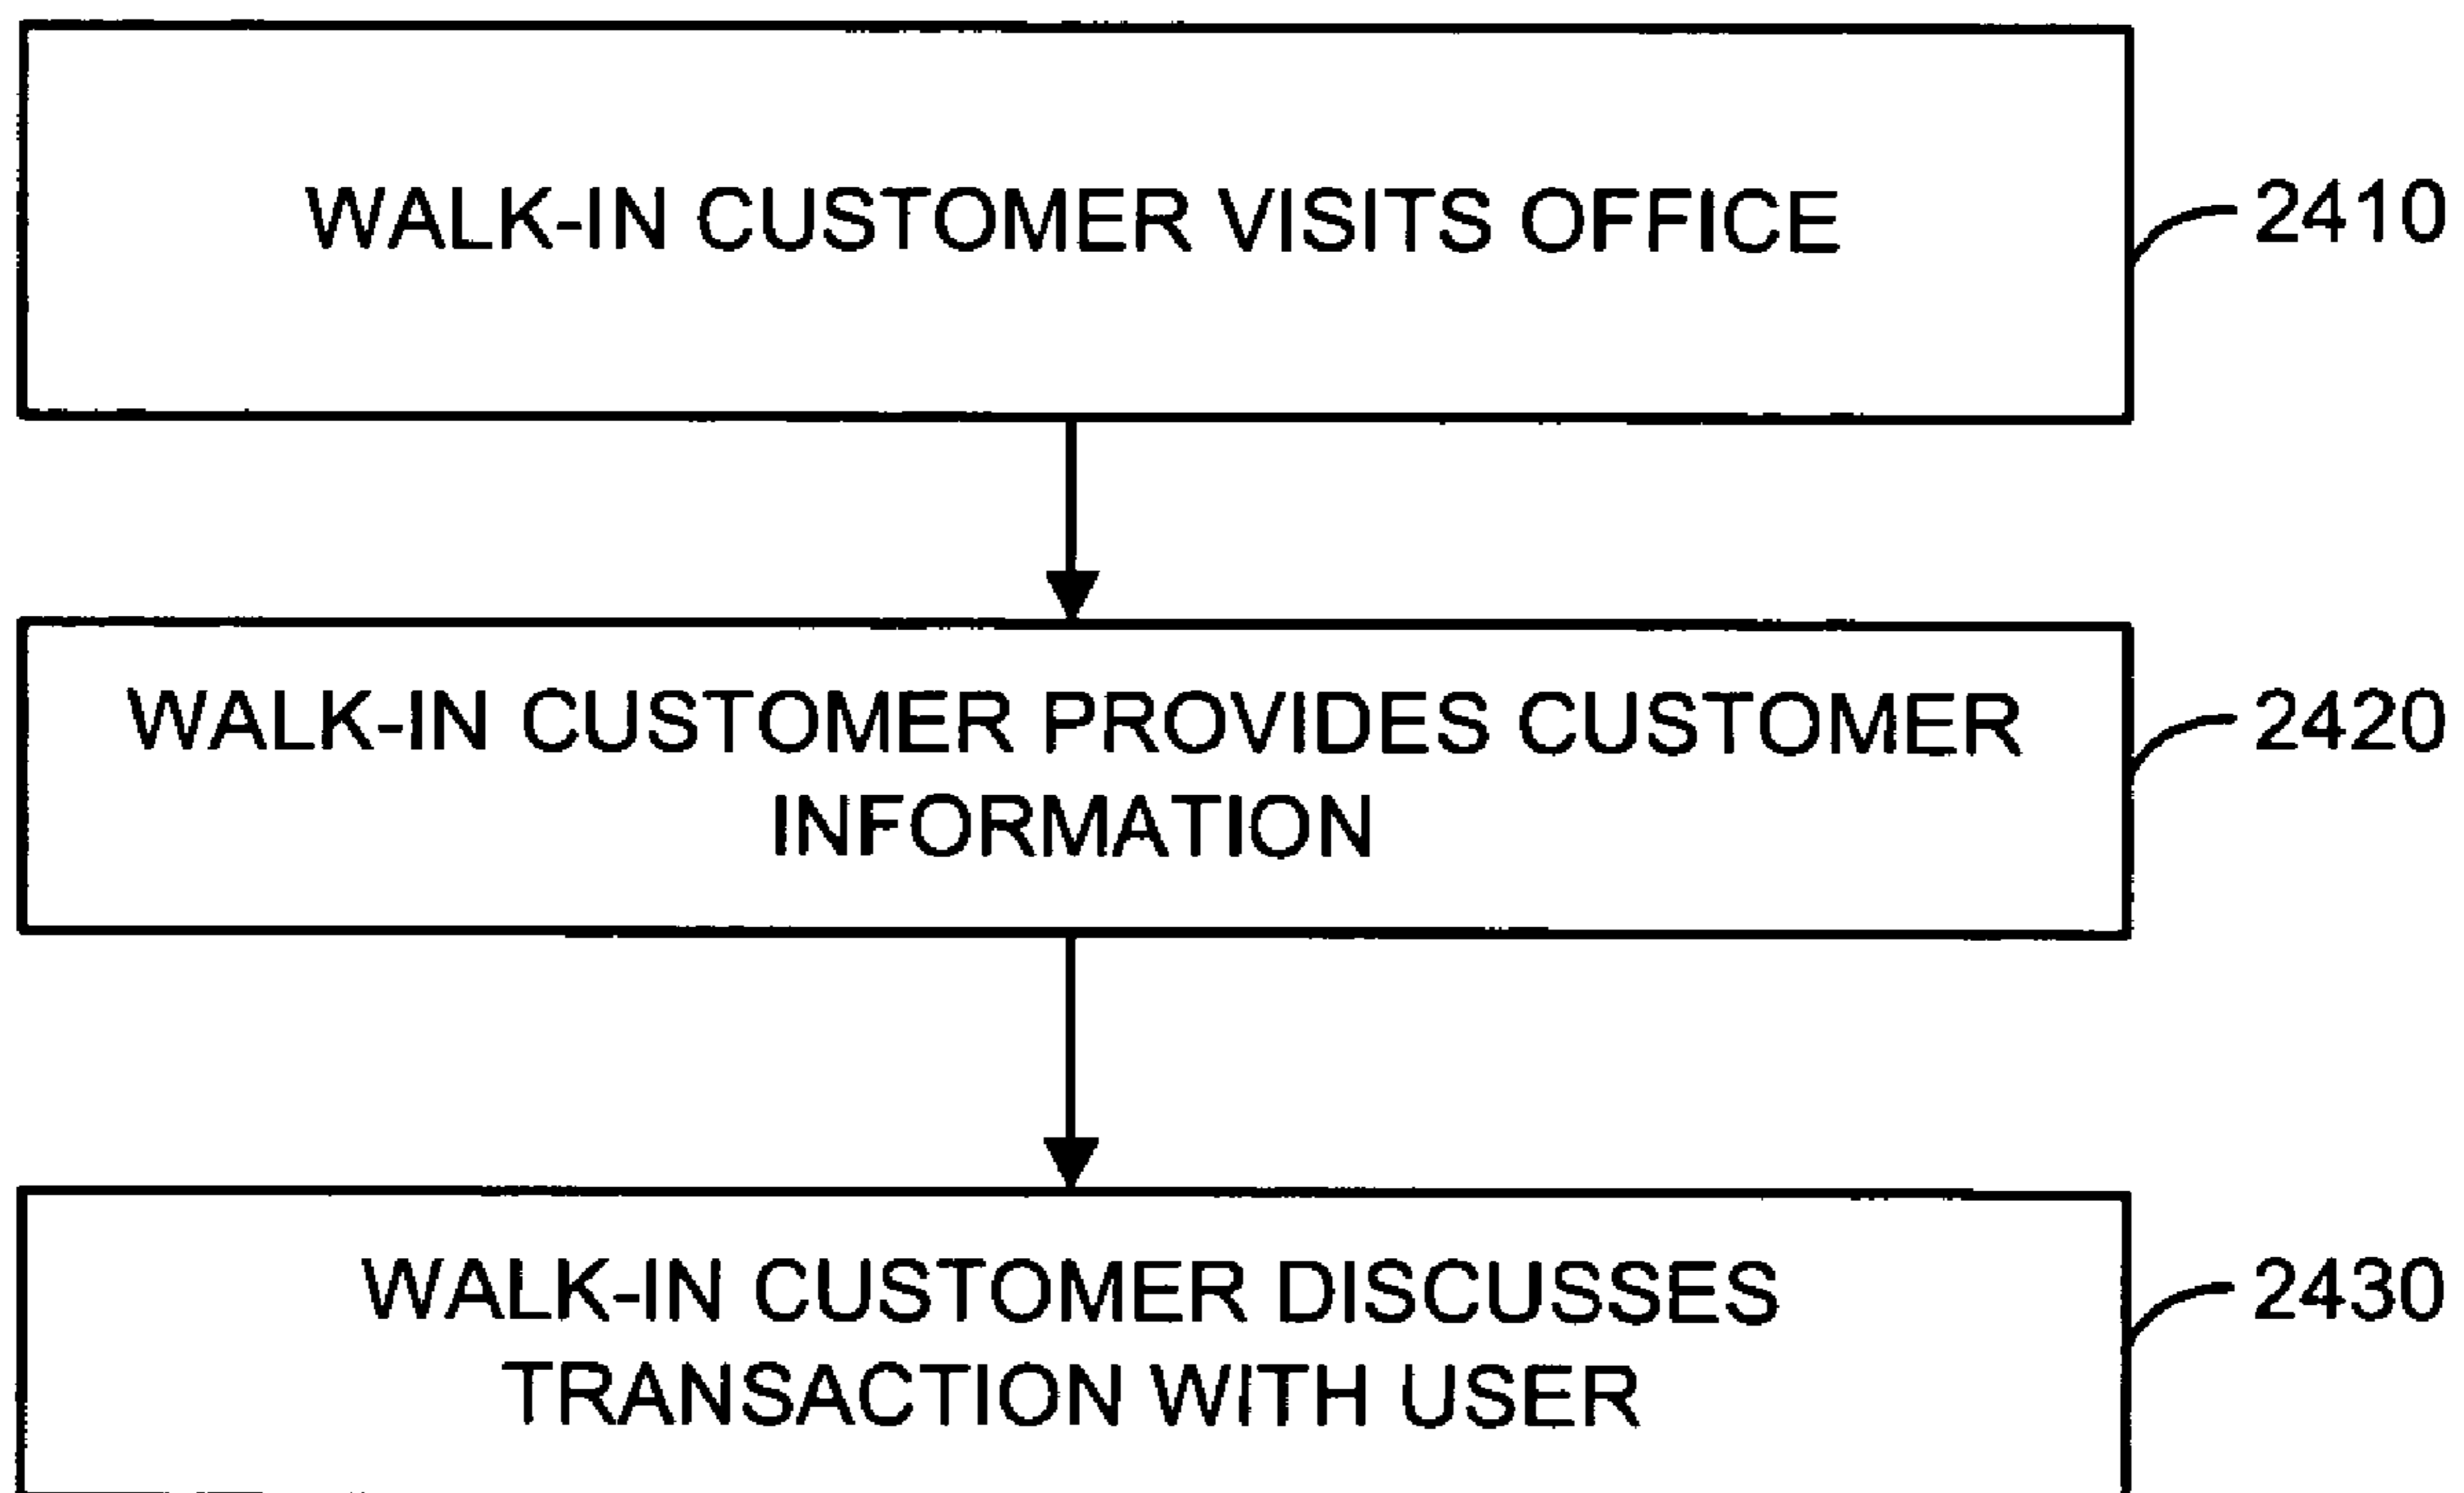 WALK-IN CUSTOMER VISITS OFFICE
2410
WALK-IN CUSTOMER PROVIDES CUSTOMER
INFORMATION
2420
WALK-IN CUSTOMER DISCUSSES
TRANSACTION WITH USER
2430